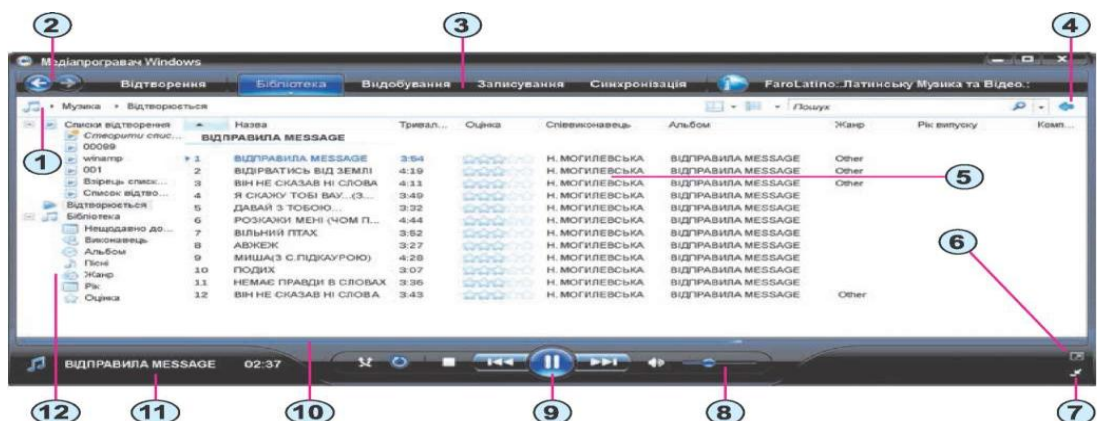 2
3
4
Медіапрогравач Windows
Відтворення Бібліотека Видобування Записування Синхронізація FaroLatino: Латинську Музика та Відео.:
Музика Відтворюється Пошук
Списки відтворення Назва Тривал... Оцінка Співвиконавець Альбом Жанр Рік випуску Комп...
Створити спис... ВІДПРАВИЛА MESSAGE
00099
winamp 1 ВІДПРАВИЛА MESSAGE 3:54 Н. МОГИЛЕВСЬКА ВІДПРАВИЛА MESSAGE Other
1
001 2 ВІДІРВАТИСЬ ВІД ЗЕМЛІ 4:19 Н. МОГИЛЕВСЬКА ВІДПРАВИЛА MESSAGE Other
Взірець списк... 3 ВІН НЕ СКАЗАВ НІ СЛОВА 4:11 Н. МОГИЛЕВСЬКА ВІДПРАВИЛА MESSAGE Other
5
Список відтво... 4 Я СКАЖУ ТОБІ ВАУ...(З... 3:49 Н. МОГИЛЕВСЬКА ВІДПРАВИЛА MESSAGE
Відтворюється 5 ДАВАЙ З ТОБОЮ... 3:32 Н. МОГИЛЕВСЬКА ВІДПРАВИЛА MESSAGE
Бібліотека 6 РОЗКАЖИ МЕНІ (ЧОМ П... 4:44 Н. МОГИЛЕВСЬКА ВІДПРАВИЛА MESSAGE
Нещодавно до... 7 ВІЛЬНИЙ ПТАХ 3:52 Н. МОГИЛЕВСЬКА ВІДПРАВИЛА MESSAGE
Виконавець 8 АВЖЕЖ 3:27 Н. МОГИЛЕВСЬКА ВІДПРАВИЛА MESSAGE
6
Альбом 9 МИША(З С.ПІДКАУРОЮ) 4:28 Н. МОГИЛЕВСЬКА ВІДПРАВИЛА MESSAGE
Пісні 10 ПОДИХ 3:07 Н. МОГИЛЕВСЬКА ВІДПРАВИЛА MESSAGE
Жанр 11 НЕМАЄ ПРАВДИ В СЛОВАХ 3:36 Н. МОГИЛЕВСЬКА ВІДПРАВИЛА MESSAGE
Рік 12 ВІН НЕ СКАЗАВ НІ СЛОВА 3:43 Н. МОГИЛЕВСЬКА ВІДПРАВИЛА MESSAGE Other
Оцінка
ВІДПРАВИЛА MESSAGE 02:37
12
11
10
9
8
7